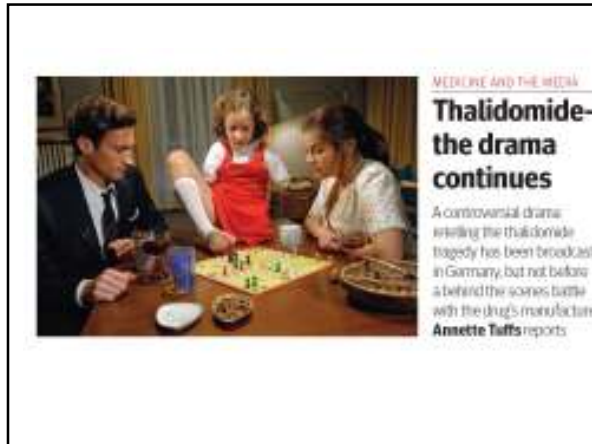 MEDICINE AND THE MEDIA
Thalidomide–
the drama
continues
A controversial drama
retelling the thalidomide
tragedy has been broadcast
in Germany, but not before
a behind the scenes battle
with the drug's manufacture
Annette Tuffs reports